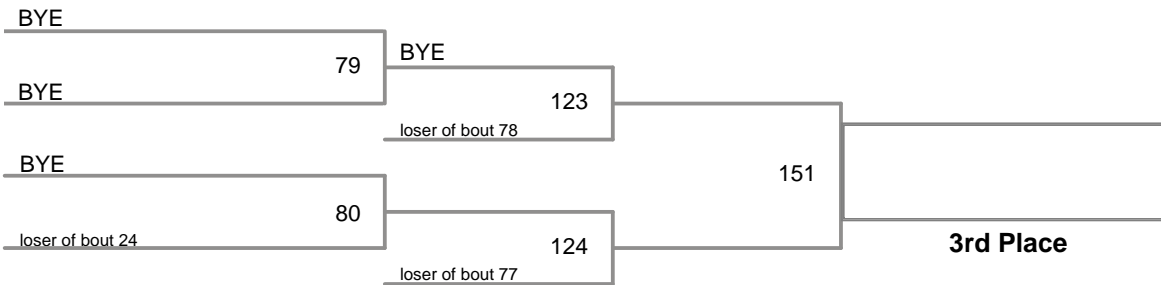 BYE
79
BYE
BYE
123
loser of bout 78
BYE
151
80
loser of bout 24
124
loser of bout 77
3rd Place